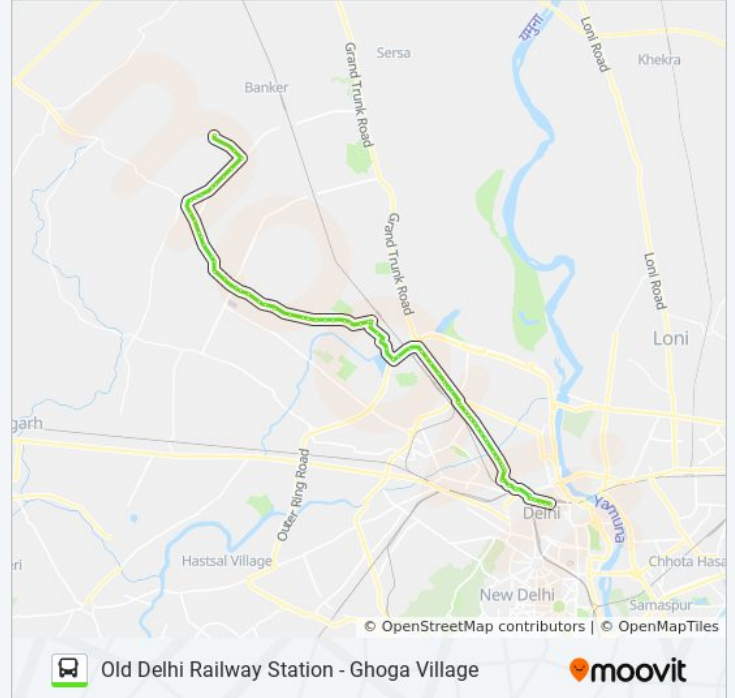 यमुना
Loni Road
Sersa
Khekra
Grand Trunk Road
Banker
Grand Trunk Road
Loni Road
Loni
garh
Outer Ring Road
Delhi
Yamuna
Hastsal Village
Chhota Hasa
ri
New Delhi
Samaspur
© OpenStreetMap contributors | © OpenMapTiles
Old Delhi Railway Station - Ghoga Village
moovit